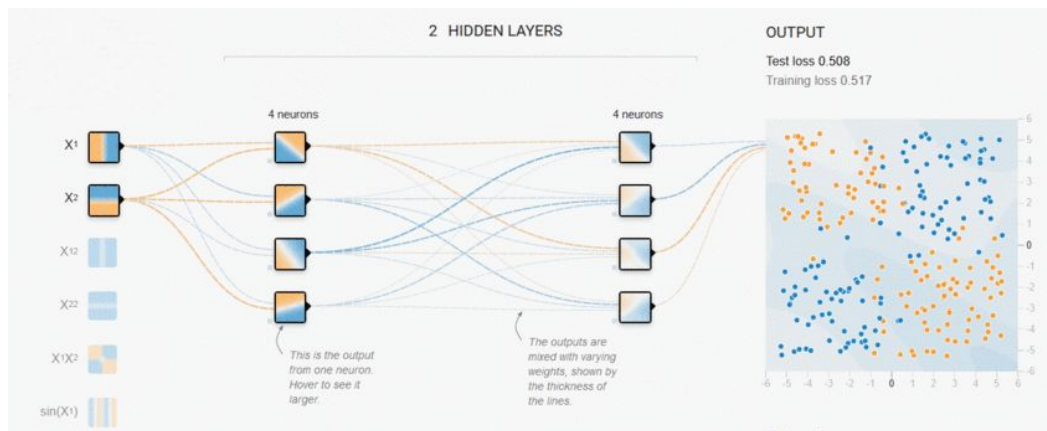 2 HIDDEN LAYERS
OUTPUT
Test loss 0.508
Training loss 0.517
4 neurons
4 neurons
X1
X2
X12
X22
X1X2
sin(X1)
This is the output
from one neuron.
Hover to see it
larger.
The outputs are
mixed with varying
weights, shown by
the thickness of
the lines.
6
5
4
3
2
1
0
-1
-2
-3
-4
-5
-6
-6 -5 -4 -3 -2 -1 0 1 2 3 4 5 6